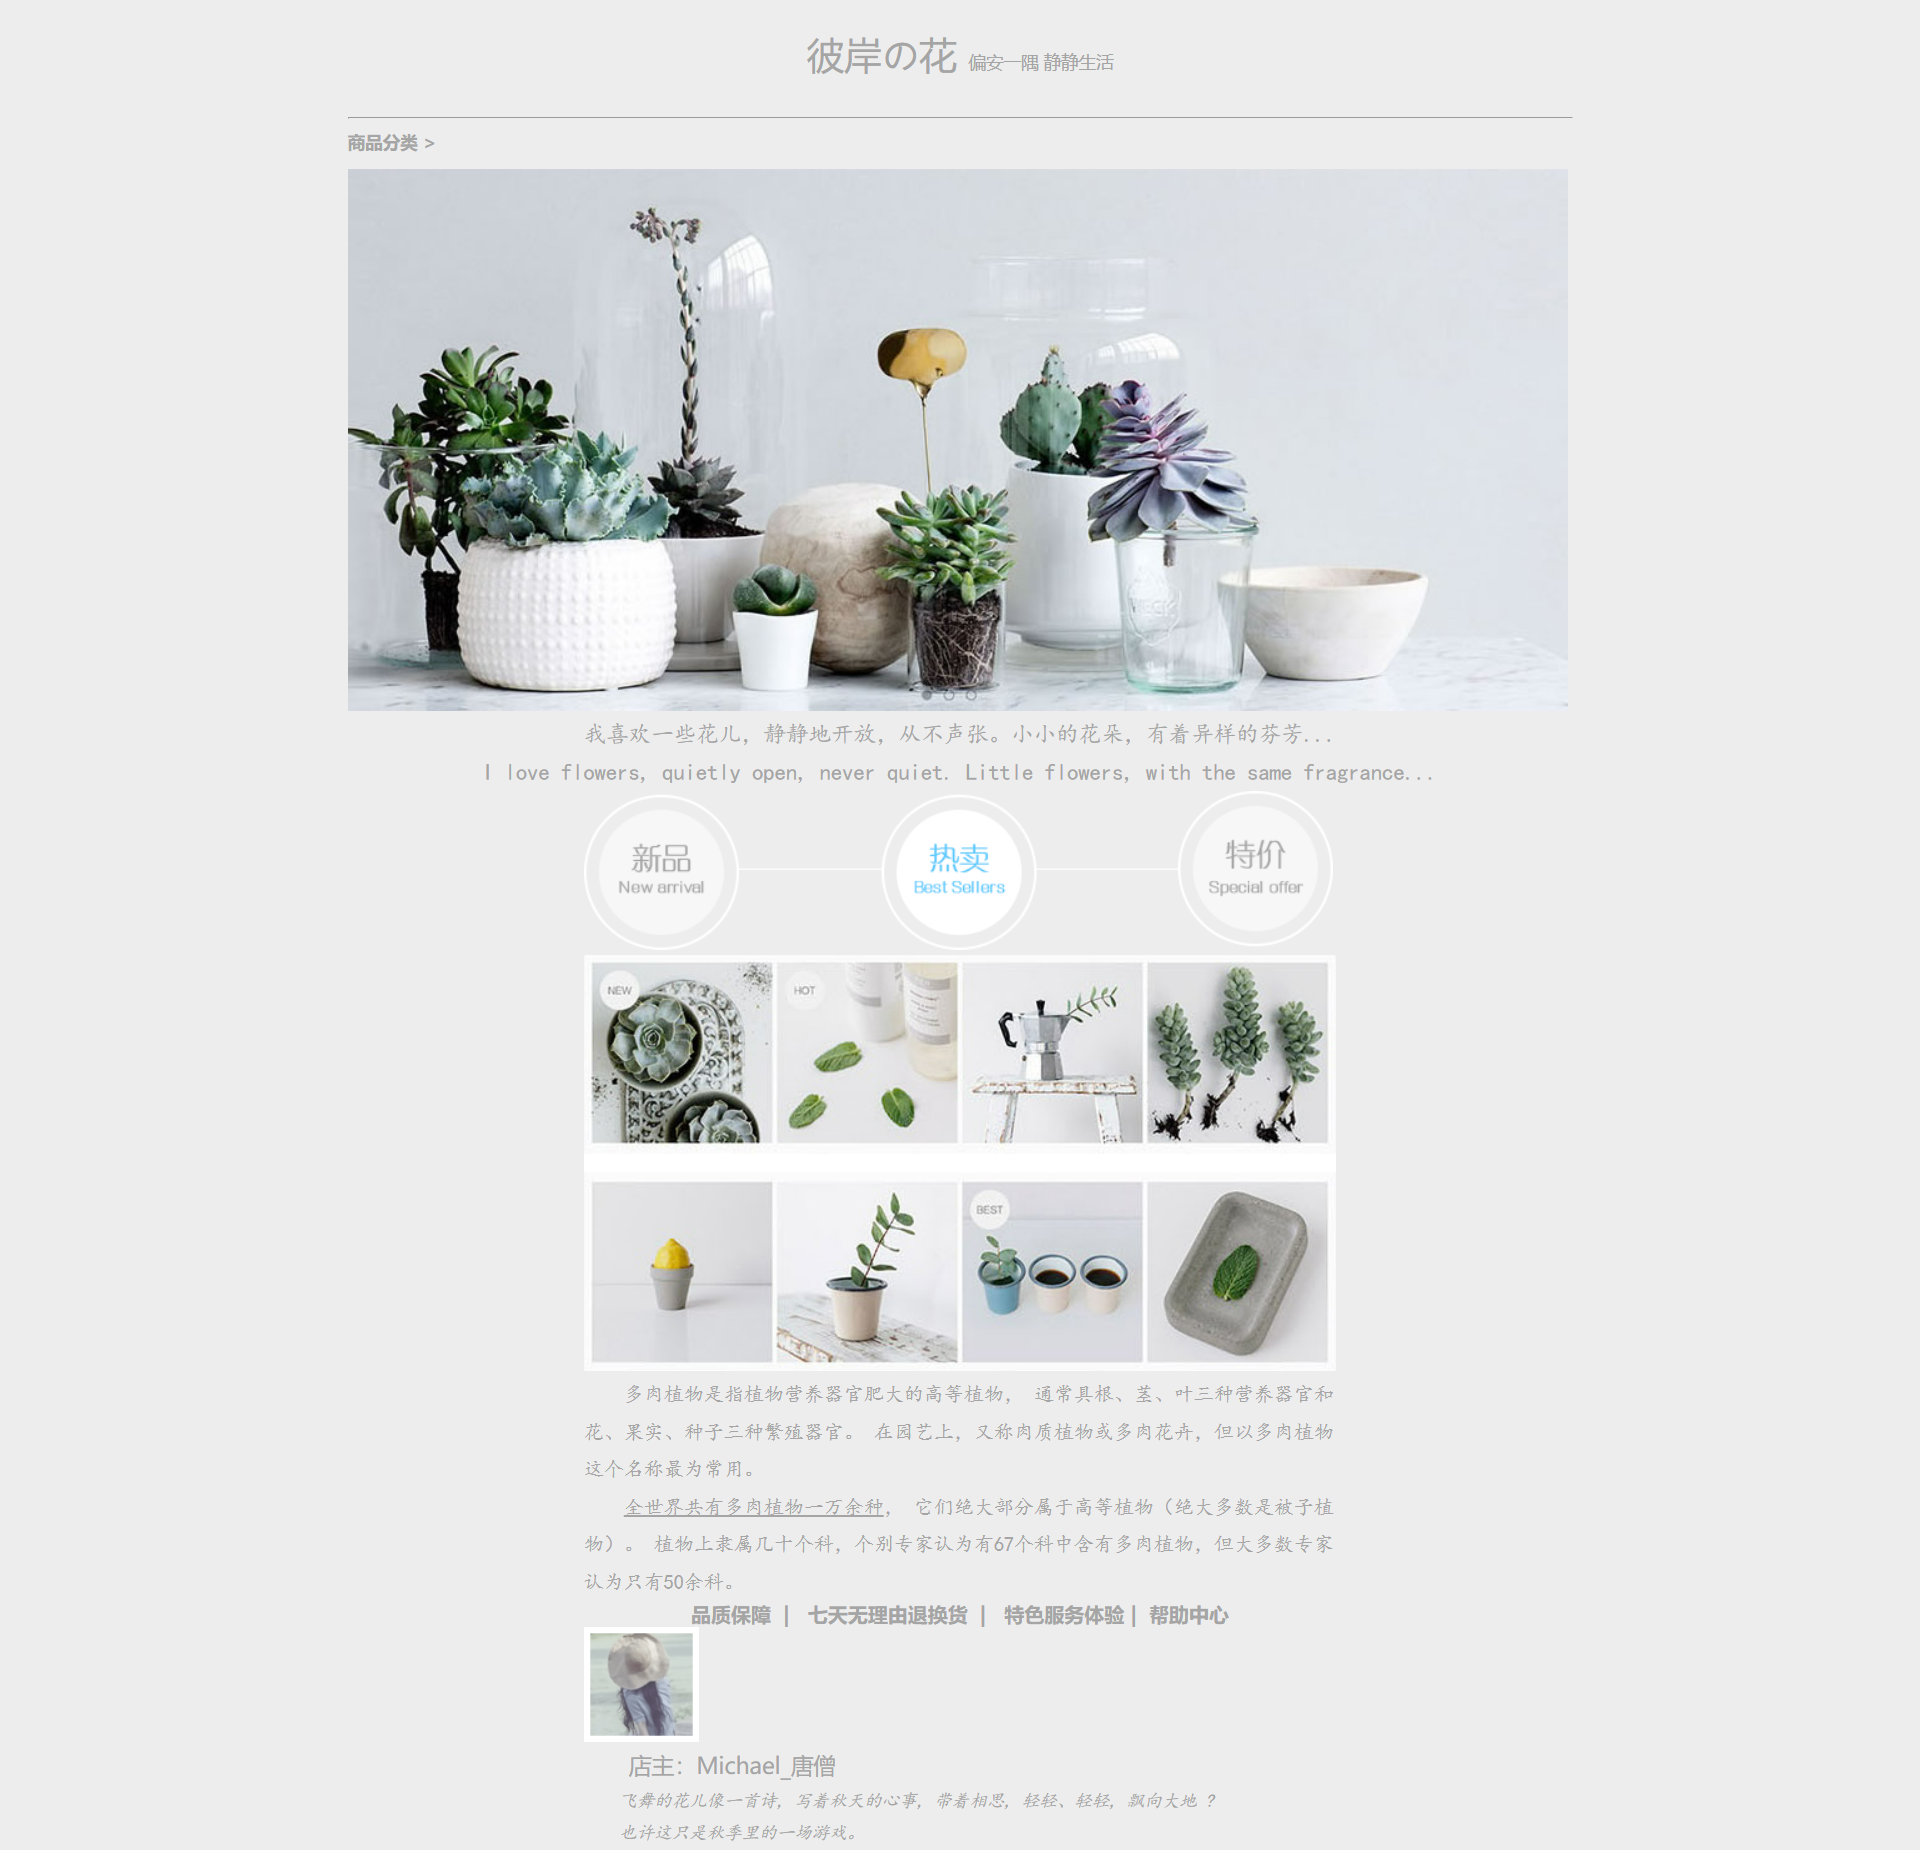 彼岸の花 偏安一隅 静静生活
商品分类 >
我喜欢一些花儿，静静地开放，从不声张。小小的花朵，有着异样的芬芳...
I love flowers, quietly open, never quiet. Little flowers, with the same fragrance...
新品
New arrival
热卖
Best Sellers
特价
Special offer
NEW
HOT
BEST
多肉植物是指植物营养器官肥大的高等植物， 通常具根、茎、叶三种营养器官和
花、果实、种子三种繁殖器官。 在园艺上，又称肉质植物或多肉花卉，但以多肉植物
这个名称最为常用。
全世界共有多肉植物一万余种， 它们绝大部分属于高等植物（绝大多数是被子植
物）。 植物上隶属几十个科，个别专家认为有67个科中含有多肉植物，但大多数专家
认为只有50余科。
品质保障 | 七天无理由退换货 | 特色服务体验 | 帮助中心
店主：Michael_唐僧
飞舞的花儿像一首诗，写着秋天的心事，带着相思，轻轻、轻轻，飘向大地 ？
也许这只是秋季里的一场游戏。